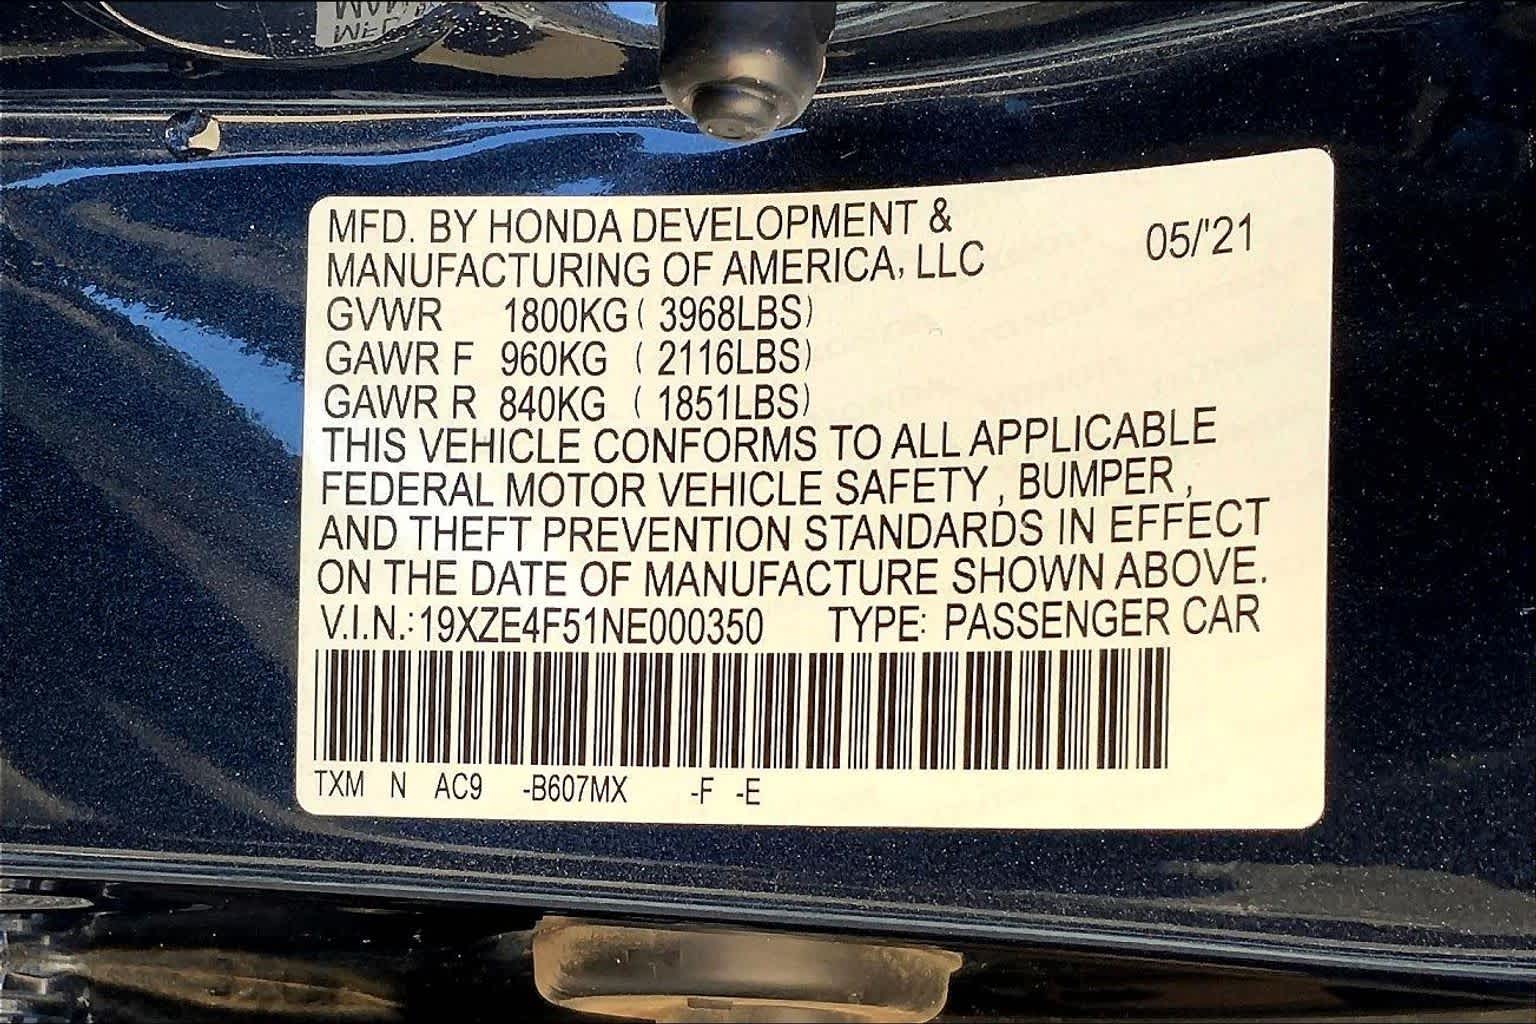 MFD. BY HONDA DEVELOPMENT &
MANUFACTURING OF AMERICA, LLC 05/'21
GVWR 1800KG ( 3968LBS)
GAWR F 960KG ( 2116LBS)
GAWR R 840KG ( 1851LBS)
THIS VEHICLE CONFORMS TO ALL APPLICABLE
FEDERAL MOTOR VEHICLE SAFETY , BUMPER ,
AND THEFT PREVENTION STANDARDS IN EFFECT
ON THE DATE OF MANUFACTURE SHOWN ABOVE.
V.I.N.:19XZE4F51NE000350 TYPE: PASSENGER CAR
TXM N AC9 -B607MX -F -E